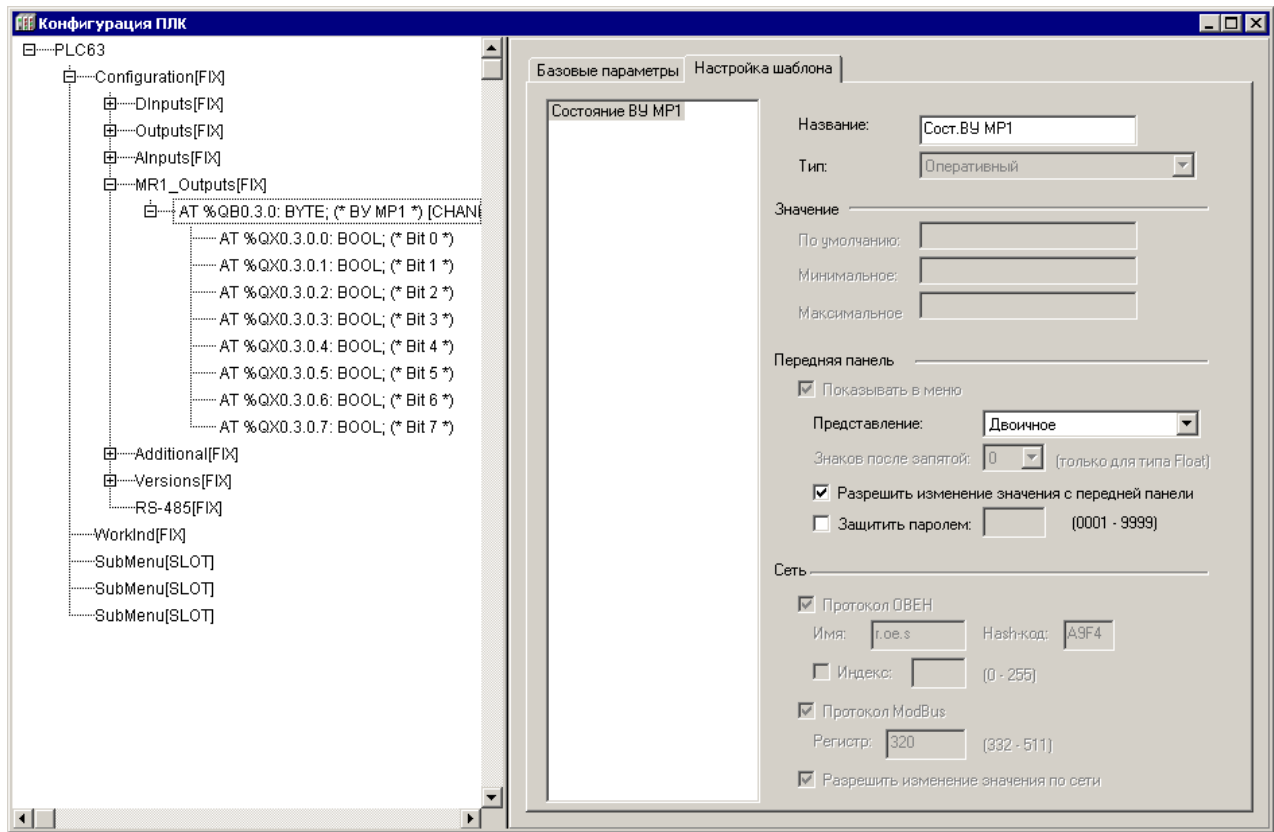 Конфигурация ПЛК
PLC63
Configuration[FIX]
DInputs[FIX]
Outputs[FIX]
AInputs[FIX]
MR1_Outputs[FIX]
AT %QB0.3.0: BYTE; (* ВУ МР1 *) [CHAN
AT %QX0.3.0.0: BOOL; (* Bit 0 *)
AT %QX0.3.0.1: BOOL; (* Bit 1 *)
AT %QX0.3.0.2: BOOL; (* Bit 2 *)
AT %QX0.3.0.3: BOOL; (* Bit 3 *)
AT %QX0.3.0.4: BOOL; (* Bit 4 *)
AT %QX0.3.0.5: BOOL; (* Bit 5 *)
AT %QX0.3.0.6: BOOL; (* Bit 6 *)
AT %QX0.3.0.7: BOOL; (* Bit 7 *)
Additional[FIX]
Versions[FIX]
RS-485[FIX]
WorkInd[FIX]
SubMenu[SLOT]
SubMenu[SLOT]
SubMenu[SLOT]
Базовые параметры Настройка шаблона
Состояние ВУ МР1
Название: Сост.ВУ МР1
Тип: Оперативный
Значение
По умолчанию:
Минимальное:
Максимальное
Передняя панель
Показывать в меню
Представление: Двоичное
Знаков после запятой: 0 (только для типа Float)
Разрешить изменение значения с передней панели
Защитить паролем: (0001 - 9999)
Сеть
Протокол ОВЕН
Имя: r.oe.s Hash-код: A9F4
Индекс: (0 - 255)
Протокол ModBus
Регистр: 320 (332 - 511)
Разрешить изменение значения по сети